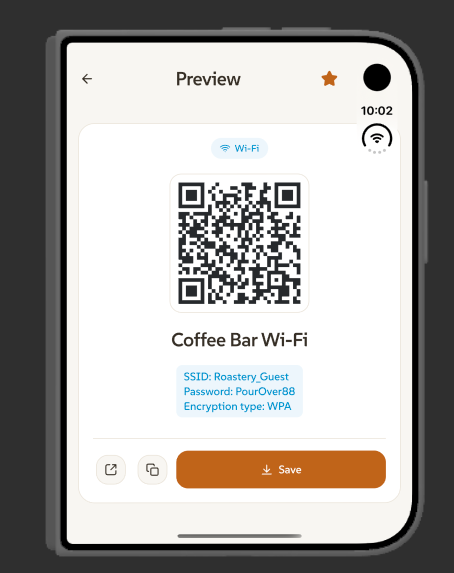 Preview
10:02
Wi-Fi
Coffee Bar Wi-Fi
SSID: Roastery_Guest
Password: PourOver88
Encryption type: WPA
Save